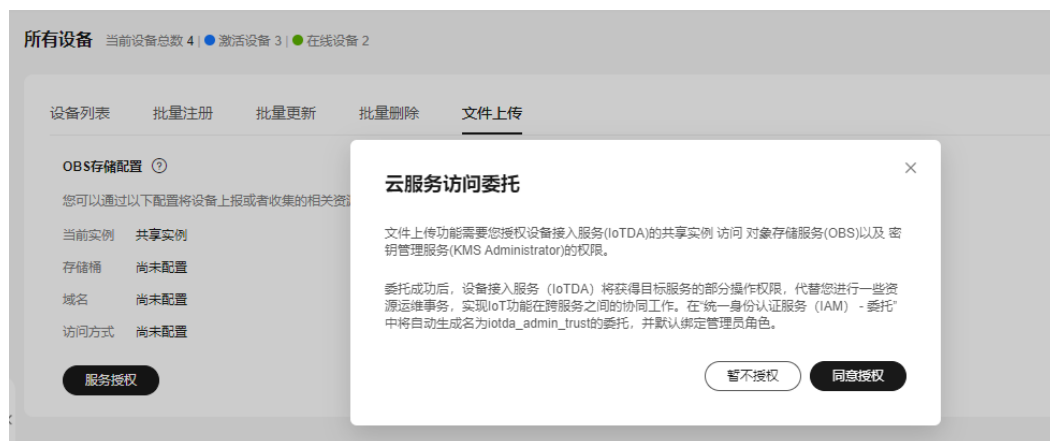 所有设备 当前设备总数 4 | 激活设备 3 | 在线设备 2
设备列表 批量注册 批量更新 批量删除 文件上传
OBS存储配置 ?
您可以通过以下配置将设备上报或者收集的相关资
当前实例 共享实例
存储桶 尚未配置
域名 尚未配置
访问方式 尚未配置
服务授权
云服务访问委托
文件上传功能需要您授权设备接入服务(IoTDA)的共享实例 访问 对象存储服务(OBS)以及 密
钥管理服务(KMS Administrator)的权限。
委托成功后，设备接入服务（IoTDA）将获得目标服务的部分操作权限，代替您进行一些资
源运维事务，实现IoT功能在跨服务之间的协同工作。在“统一身份认证服务（IAM） - 委托”
中将自动生成名为iotda_admin_trust的委托，并默认绑定管理员角色。
暂不授权 同意授权